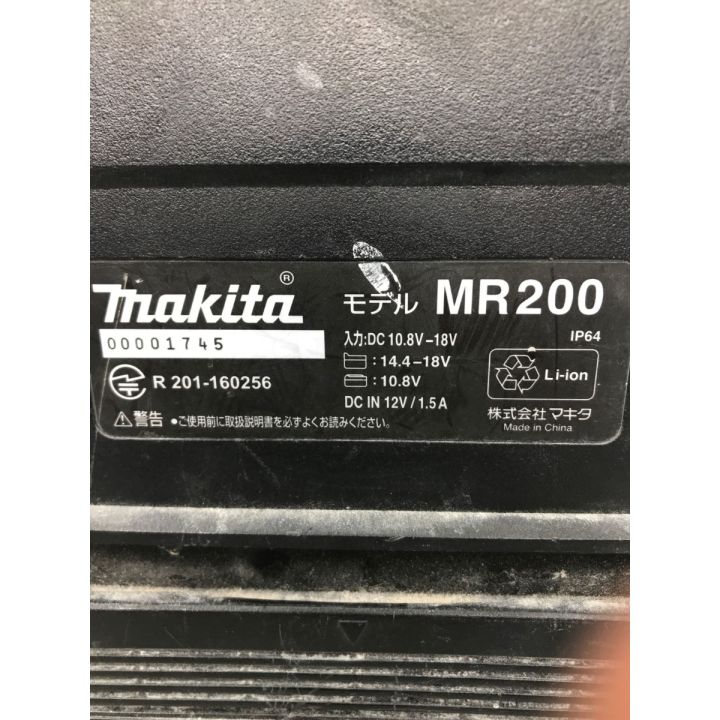 makita®
モデル MR200
00001745
入力:DC 10.8V-18V
IP64
:14.4-18V
:10.8V
Li-ion
R 201-160256
DC IN 12V/1.5A
株式会社マキタ
Made in China
⚠警告 •ご使用前に取扱説明書を必ずよくお読みください。